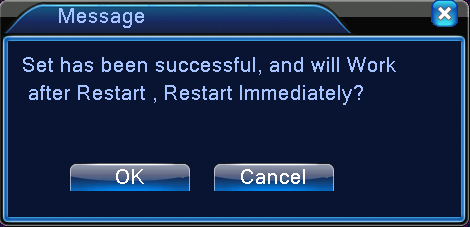 Message
Set has been successful, and will Work
after Restart , Restart Immediately?
OK
Cancel